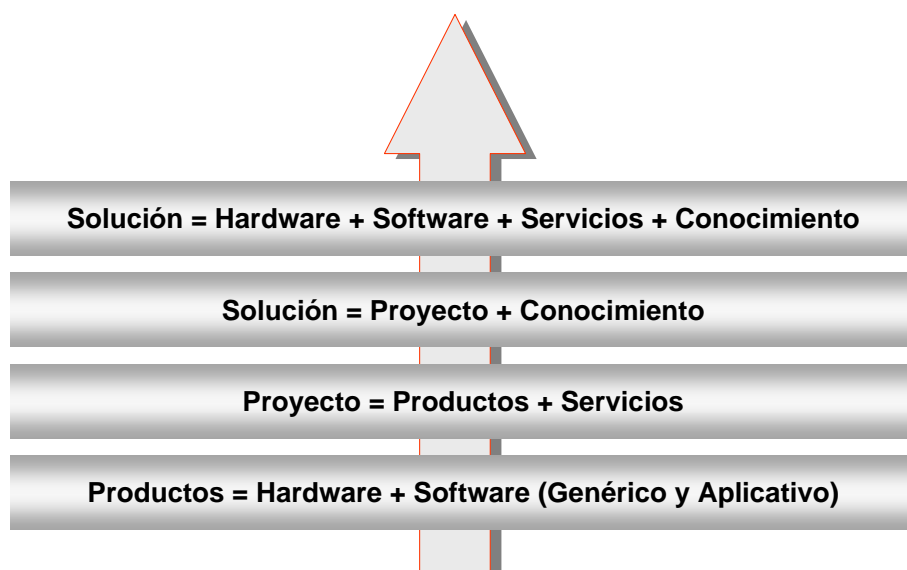 Solución = Hardware + Software + Servicios + Conocimiento
Solución = Proyecto + Conocimiento
Proyecto = Productos + Servicios
Productos = Hardware + Software (Genérico y Aplicativo)